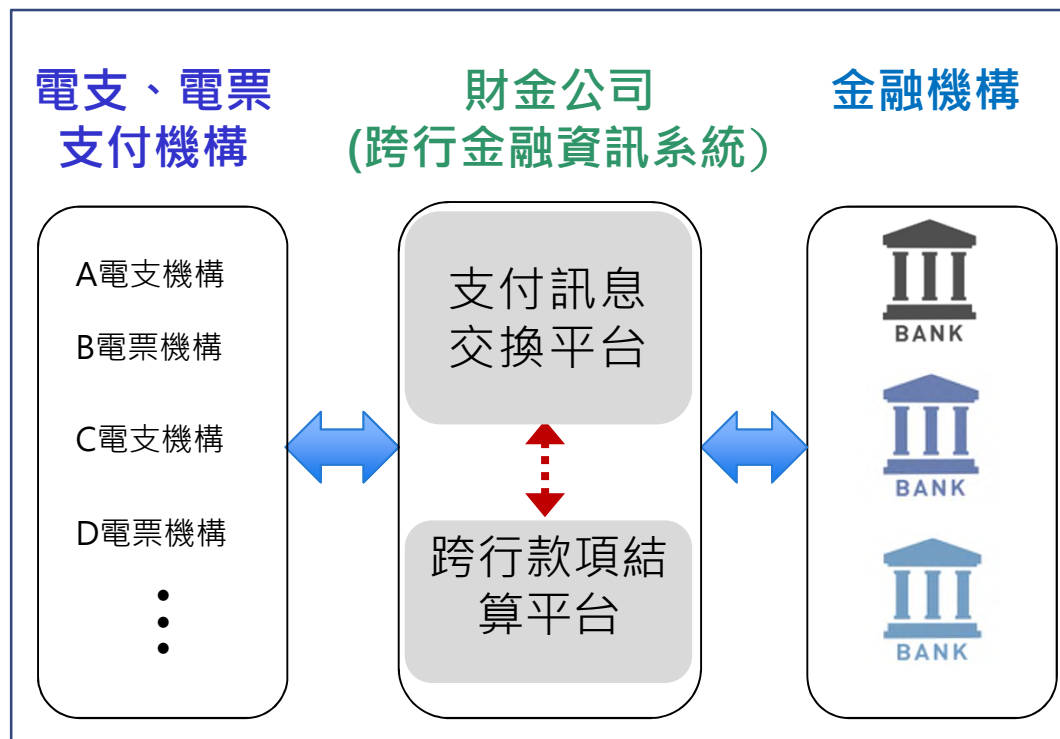 電支、電票
支付機構
財金公司
(跨行金融資訊系統)
金融機構
A電支機構
B電票機構
C電支機構
D電票機構
支付訊息
交換平台
跨行款項結
算平台
BANK
BANK
BANK